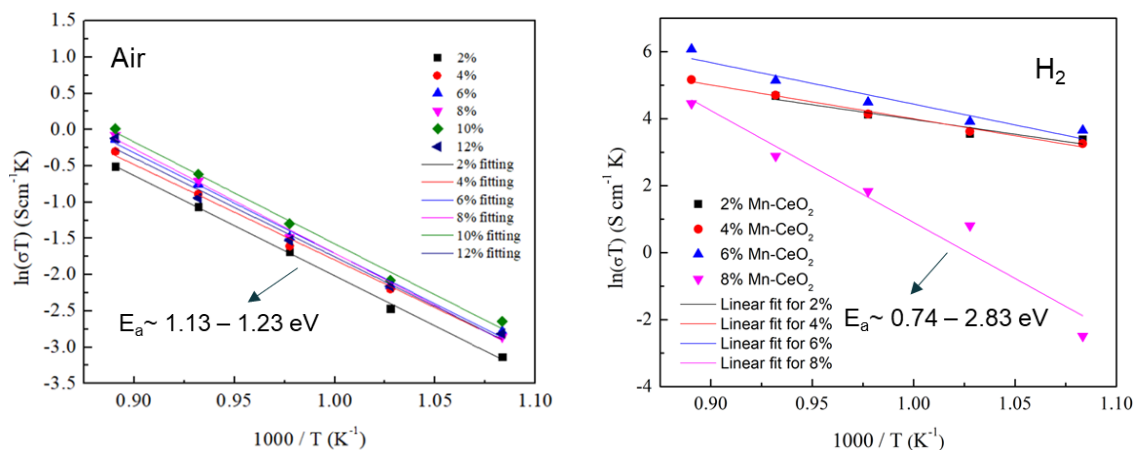 Air
1.5
1.0
0.5
0.0
-0.5
-1.0
-1.5
-2.0
-2.5
-3.0
-3.5
ln(σT) (Scm⁻¹K)
2%
4%
6%
8%
10%
12%
2% fitting
4% fitting
6% fitting
8% fitting
10% fitting
12% fitting
Eₐ~ 1.13 – 1.23 eV
0.90
0.95
1.00
1.05
1.10
1000 / T (K⁻¹)
H₂
6
4
2
0
-2
-4
ln(σT) (S cm⁻¹K)
2% Mn-CeO₂
4% Mn-CeO₂
6% Mn-CeO₂
8% Mn-CeO₂
Linear fit for 2%
Linear fit for 4%
Linear fit for 6%
Linear fit for 8%
Eₐ~ 0.74 – 2.83 eV
0.90
0.95
1.00
1.05
1.10
1000 / T (K⁻¹)